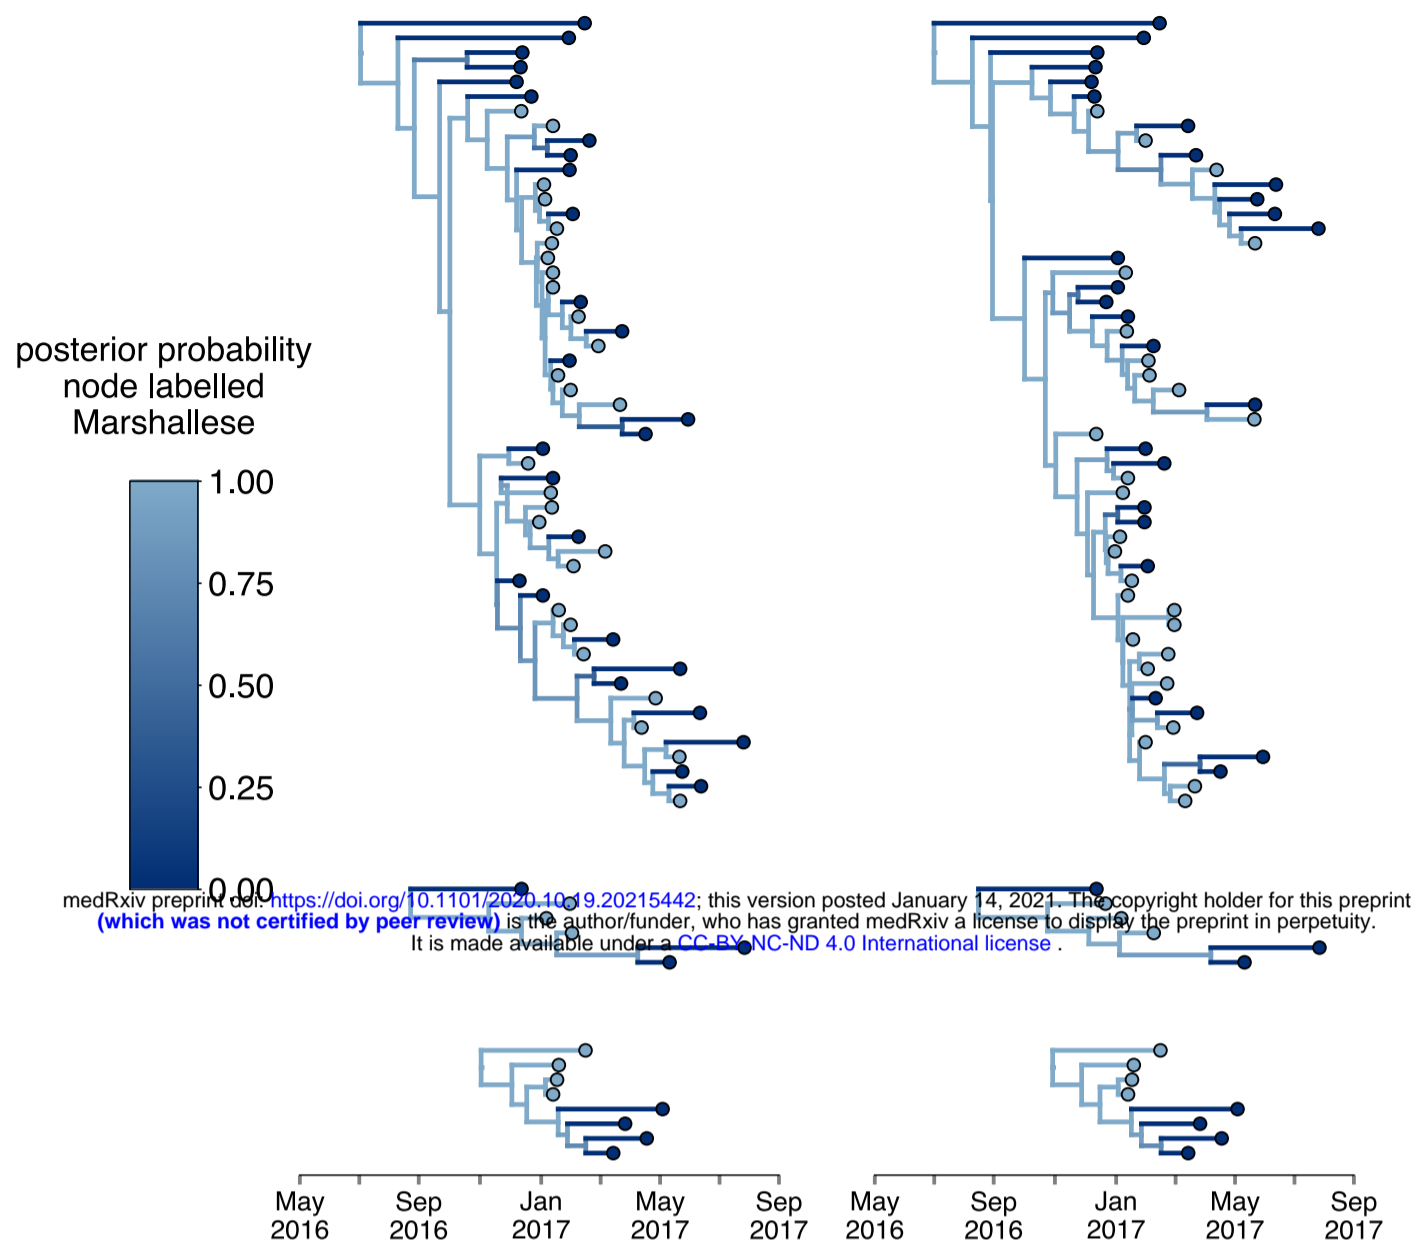 posterior probability
node labelled
Marshallese
1.00
0.75
0.50
0.25
0.00
medRxiv preprint doi: https://doi.org/10.1101/2020.10.19.20215442; this version posted January 14, 2021. The copyright holder for this preprint
(which was not certified by peer review) is the author/funder, who has granted medRxiv a license to display the preprint in perpetuity.
It is made available under a CC-BY-NC-ND 4.0 International license .
May 2016 Sep 2016 Jan 2017 May 2017 Sep 2017
May 2016 Sep 2016 Jan 2017 May 2017 Sep 2017